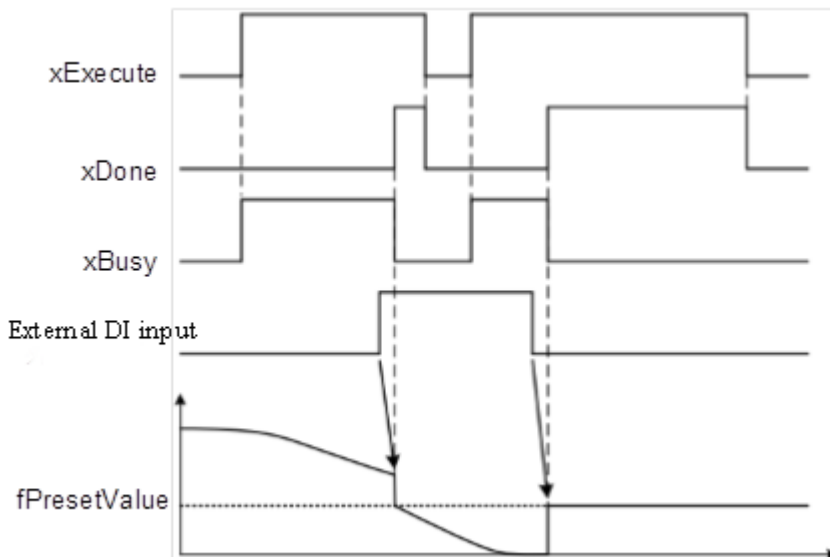 xExecute
xDone
xBusy
External DI input
fPresetValue